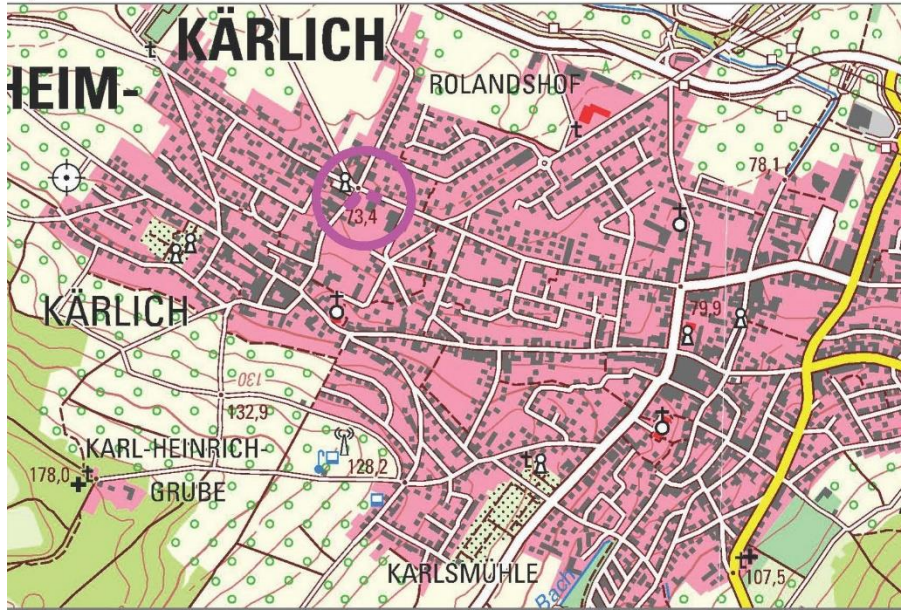 KÄRLICH
HEIM-
ROLANDSHOF
78,1
73,4
KÄRLICH
79,9
130
132,9
KARL-HEINRICH-
GRUBE
178,0
128,2
KARLSMÜHLE
Bach
107,5